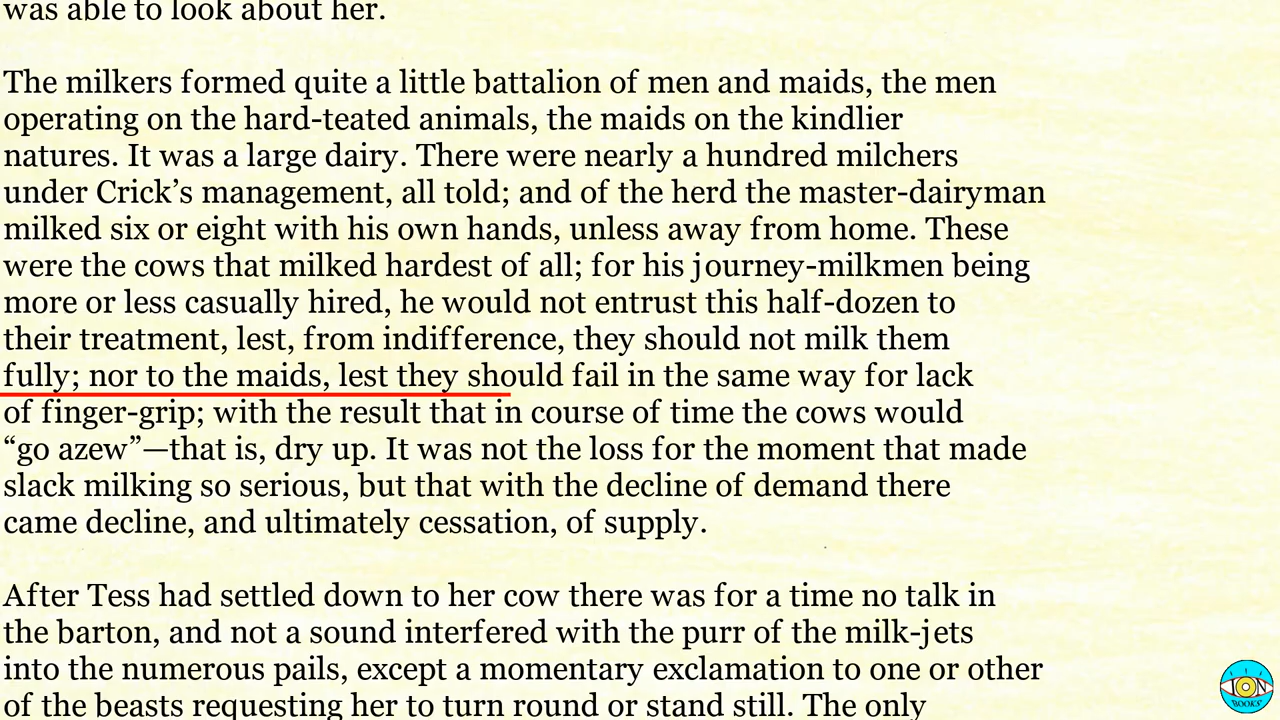 was able to look about her.
The milkers formed quite a little battalion of men and maids, the men
operating on the hard-teated animals, the maids on the kindlier
natures. It was a large dairy. There were nearly a hundred milchers
under Crick’s management, all told; and of the herd the master-dairyman
milked six or eight with his own hands, unless away from home. These
were the cows that milked hardest of all; for his journey-milkmen being
more or less casually hired, he would not entrust this half-dozen to
their treatment, lest, from indifference, they should not milk them
fully; nor to the maids, lest they should fail in the same way for lack
of finger-grip; with the result that in course of time the cows would
“go azew”—that is, dry up. It was not the loss for the moment that made
slack milking so serious, but that with the decline of demand there
came decline, and ultimately cessation, of supply.
After Tess had settled down to her cow there was for a time no talk in
the barton, and not a sound interfered with the purr of the milk-jets
into the numerous pails, except a momentary exclamation to one or other
of the beasts requesting her to turn round or stand still. The only
ION
BOOKS